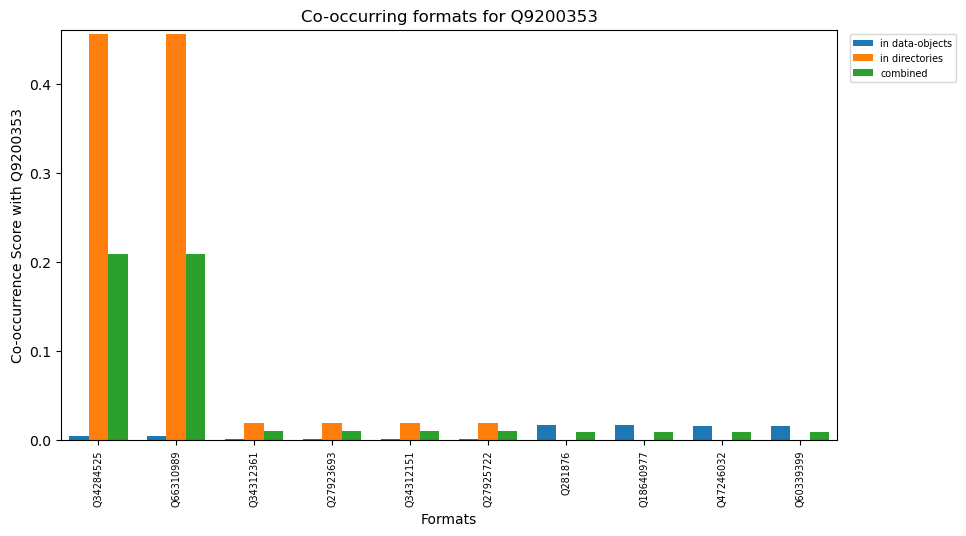 Co-occurring formats for Q9200353
in data-objects
in directories
combined
Co-occurrence Score with Q9200353
0.4
0.3
0.2
0.1
0.0
Q34284525
Q66310989
Q34312361
Q27923693
Q34312151
Q27925722
Q281876
Q18640977
Q47246032
Q60339399
Formats